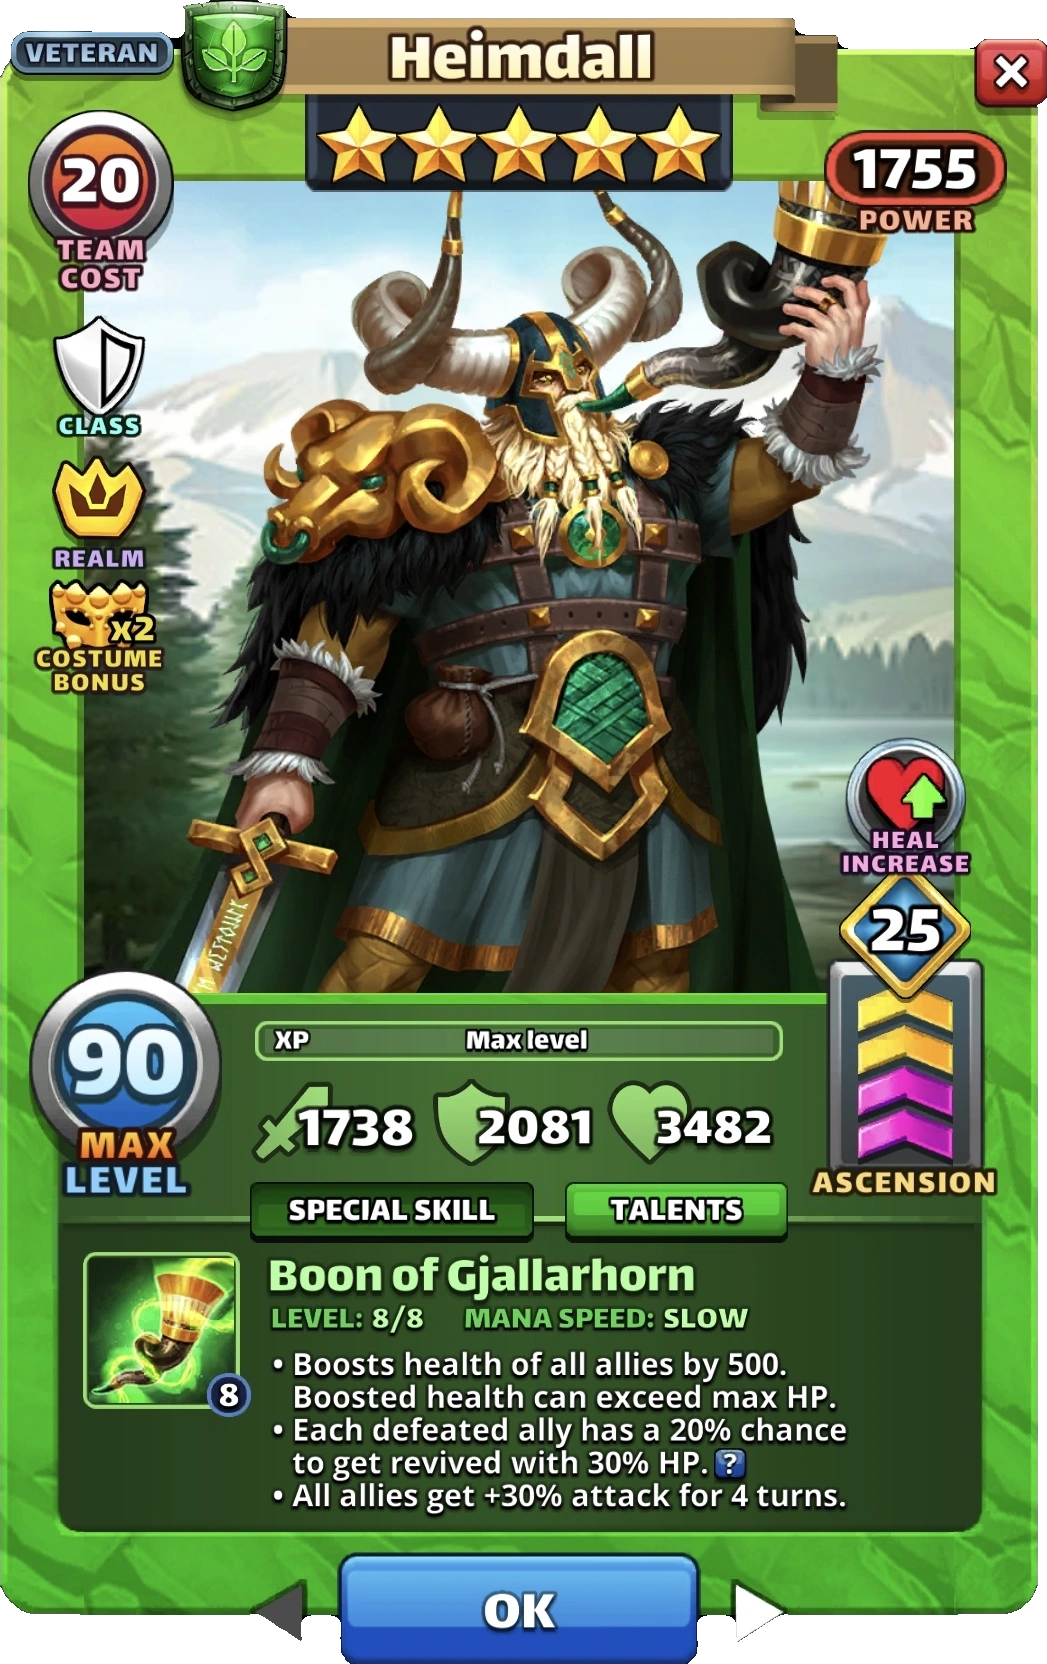 VETERAN
Heimdall
20
TEAM
COST
1755
POWER
CLASS
REALM
x2
COSTUME
BONUS
HEAL
INCREASE
25
90
MAX
LEVEL
XP Max level
1738 2081 3482
ASCENSION
SPECIAL SKILL TALENTS
Boon of Gjallarhorn
LEVEL: 8/8 MANA SPEED: SLOW
8
• Boosts health of all allies by 500.
Boosted health can exceed max HP.
• Each defeated ally has a 20% chance
to get revived with 30% HP. ?
• All allies get +30% attack for 4 turns.
OK